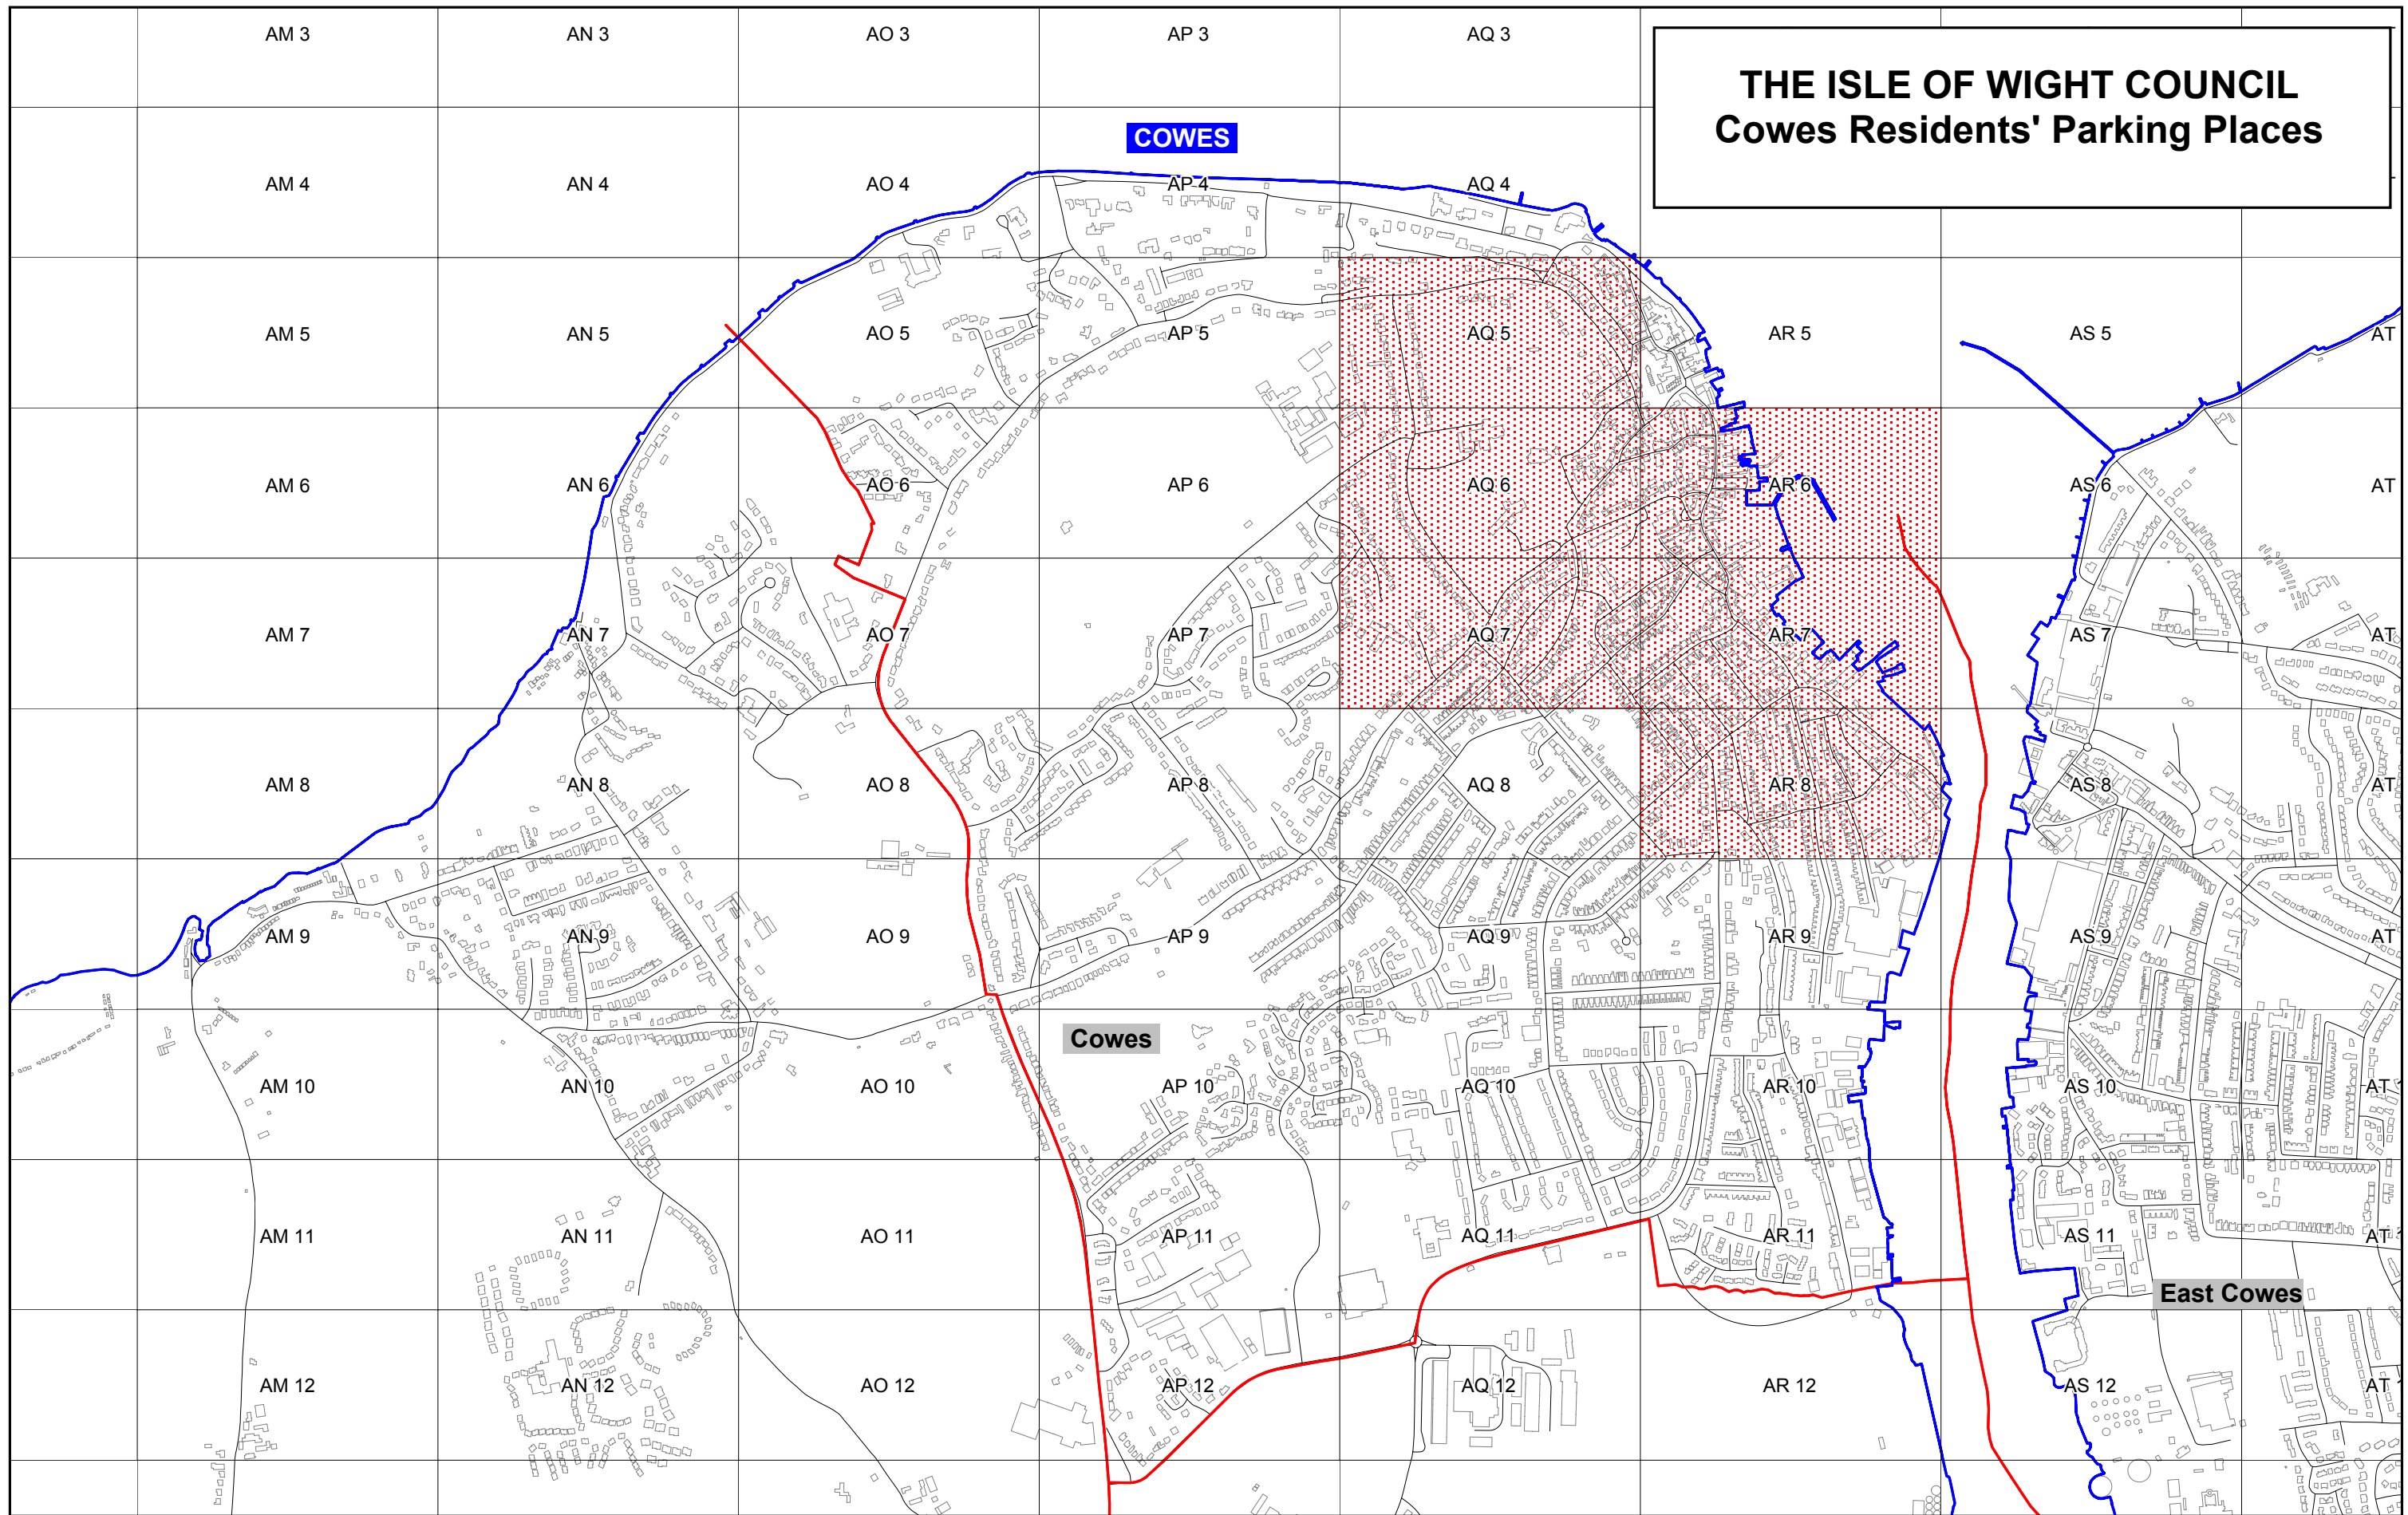 AM 3 AN 3 AO 3 AP 3 AQ 3
THE ISLE OF WIGHT COUNCIL
Cowes Residents' Parking Places
COWES
AM 4 AN 4 AO 4 AP 4 AQ 4
AM 5 AN 5 AO 5 AP 5 AQ 5 AR 5 AS 5 AT
AM 6 AN 6 AO 6 AP 6 AQ 6 AR 6 AS 6 AT
AM 7 AN 7 AO 7 AP 7 AQ 7 AR 7 AS 7 AT
AM 8 AN 8 AO 8 AP 8 AQ 8 AR 8 AS 8 AT
AM 9 AN 9 AO 9 AP 9 AQ 9 AR 9 AS 9 AT
Cowes
AM 10 AN 10 AO 10 AP 10 AQ 10 AR 10 AS 10 AT
AM 11 AN 11 AO 11 AP 11 AQ 11 AR 11 AS 11 AT
East Cowes
AM 12 AN 12 AO 12 AP 12 AQ 12 AR 12 AS 12 AT